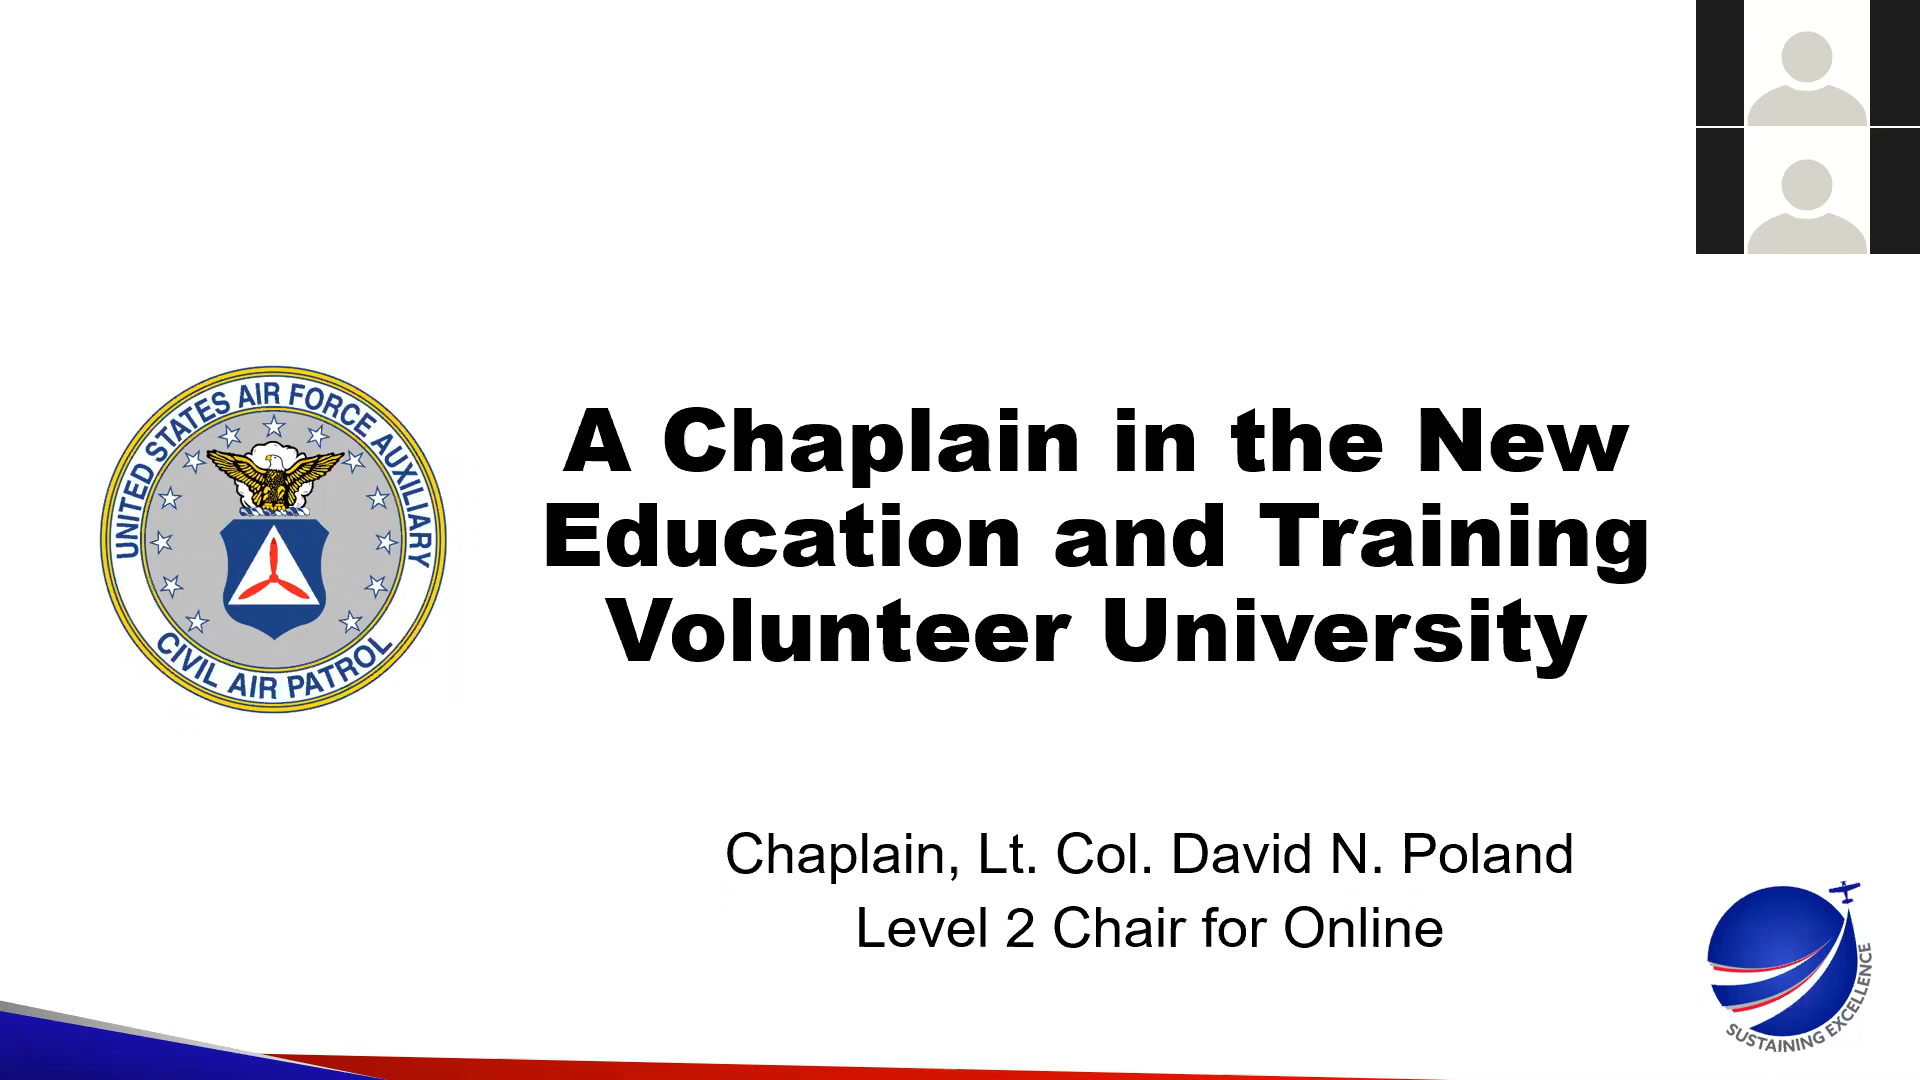 UNITED STATES AIR FORCE AUXILIARY
CIVIL AIR PATROL
A Chaplain in the New
Education and Training
Volunteer University
Chaplain, Lt. Col. David N. Poland
Level 2 Chair for Online
SUSTAINING EXCELLENCE